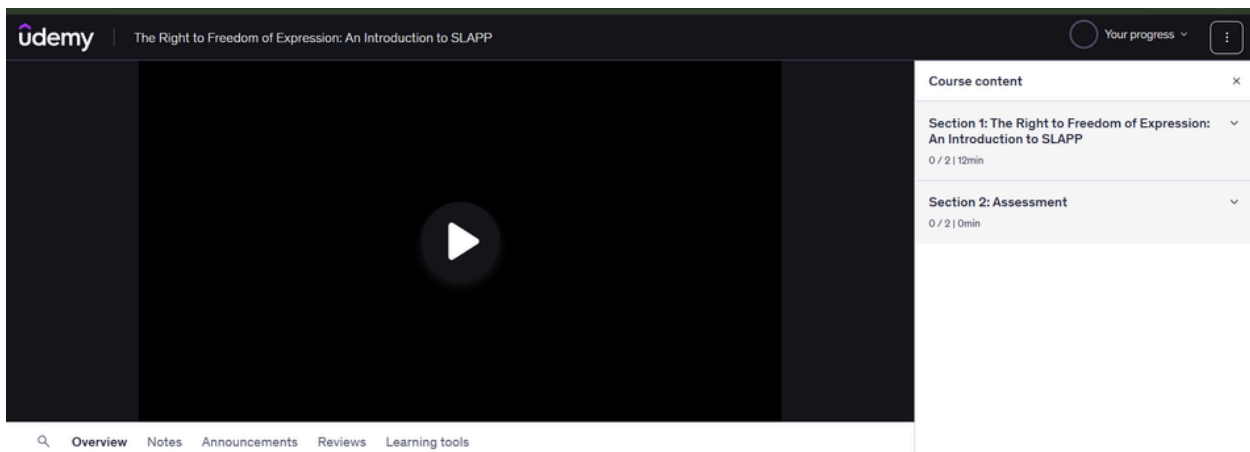 ûdemy
The Right to Freedom of Expression: An Introduction to SLAPP
Your progress
Course content
Section 1: The Right to Freedom of Expression:
An Introduction to SLAPP
0 / 2 | 12min
Section 2: Assessment
0 / 2 | 0min
Overview Notes Announcements Reviews Learning tools